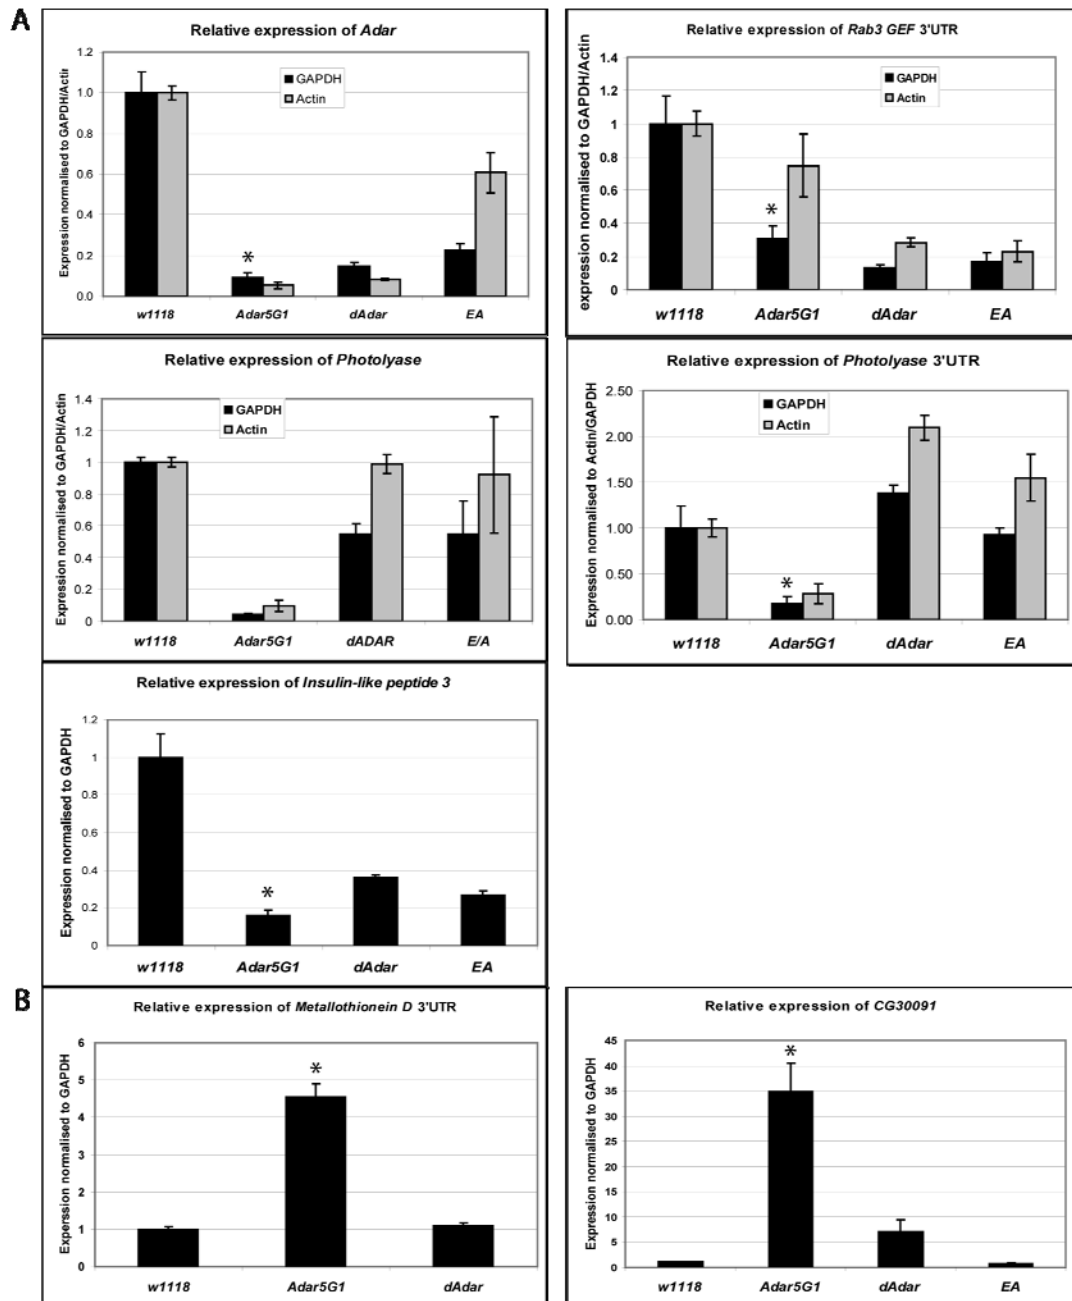 A
Relative expression of Adar
Expression normalised to GAPDH/Actin
1.2
1.0
0.8
0.6
0.4
0.2
0.0
GAPDH
Actin
*
w1118 Adar5G1 dAdar EA
Relative expression of Rab3 GEF 3'UTR
expression normalised to GAPDH/Actin
1.4
1.2
1
0.8
0.6
0.4
0.2
0
GAPDH
Actin
*
w1118 Adar5G1 dAdar EA
Relative expression of Photolyase
Expression normalised to GAPDH/Actin
1.4
1.2
1
0.8
0.6
0.4
0.2
0
GAPDH
Actin
w1118 Adar5G1 dADAR E/A
Relative expression of Photolyase 3'UTR
Expression normalised to Actin/GAPDH
2.50
2.00
1.50
1.00
0.50
0.00
GAPDH
Actin
*
w1118 Adar5G1 dAdar EA
Relative expression of Insulin-like peptide 3
Expression normalised to GAPDH
1.2
1
0.8
0.6
0.4
0.2
0
*
w1118 Adar5G1 dAdar EA
B
Relative expression of Metallothionein D 3'UTR
Experssion normalised to GAPDH
6
5
4
3
2
1
0
*
w1118 Adar5G1 dAdar
Relative expression of CG30091
Expression normalised to GAPDH
45
40
35
30
25
20
15
10
5
0
*
w1118 Adar5G1 dAdar EA